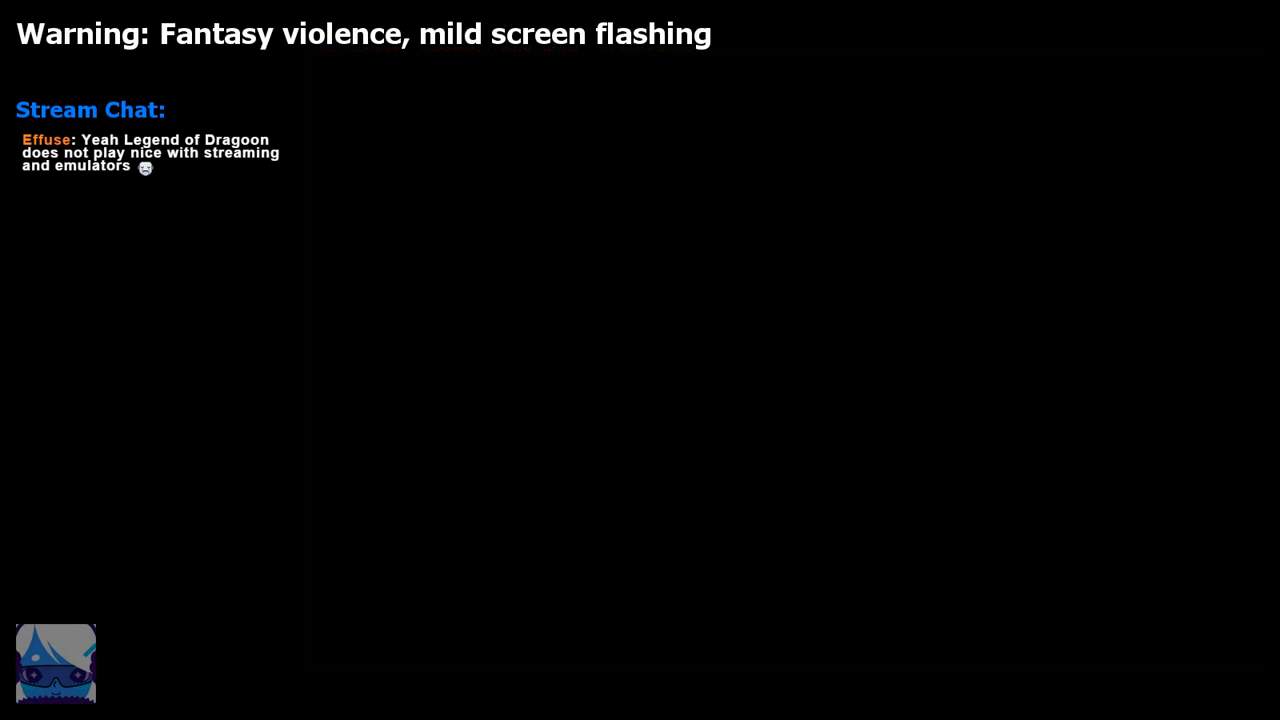 Warning: Fantasy violence, mild screen flashing
Stream Chat:
Effuse: Yeah Legend of Dragoon
does not play nice with streaming
and emulators